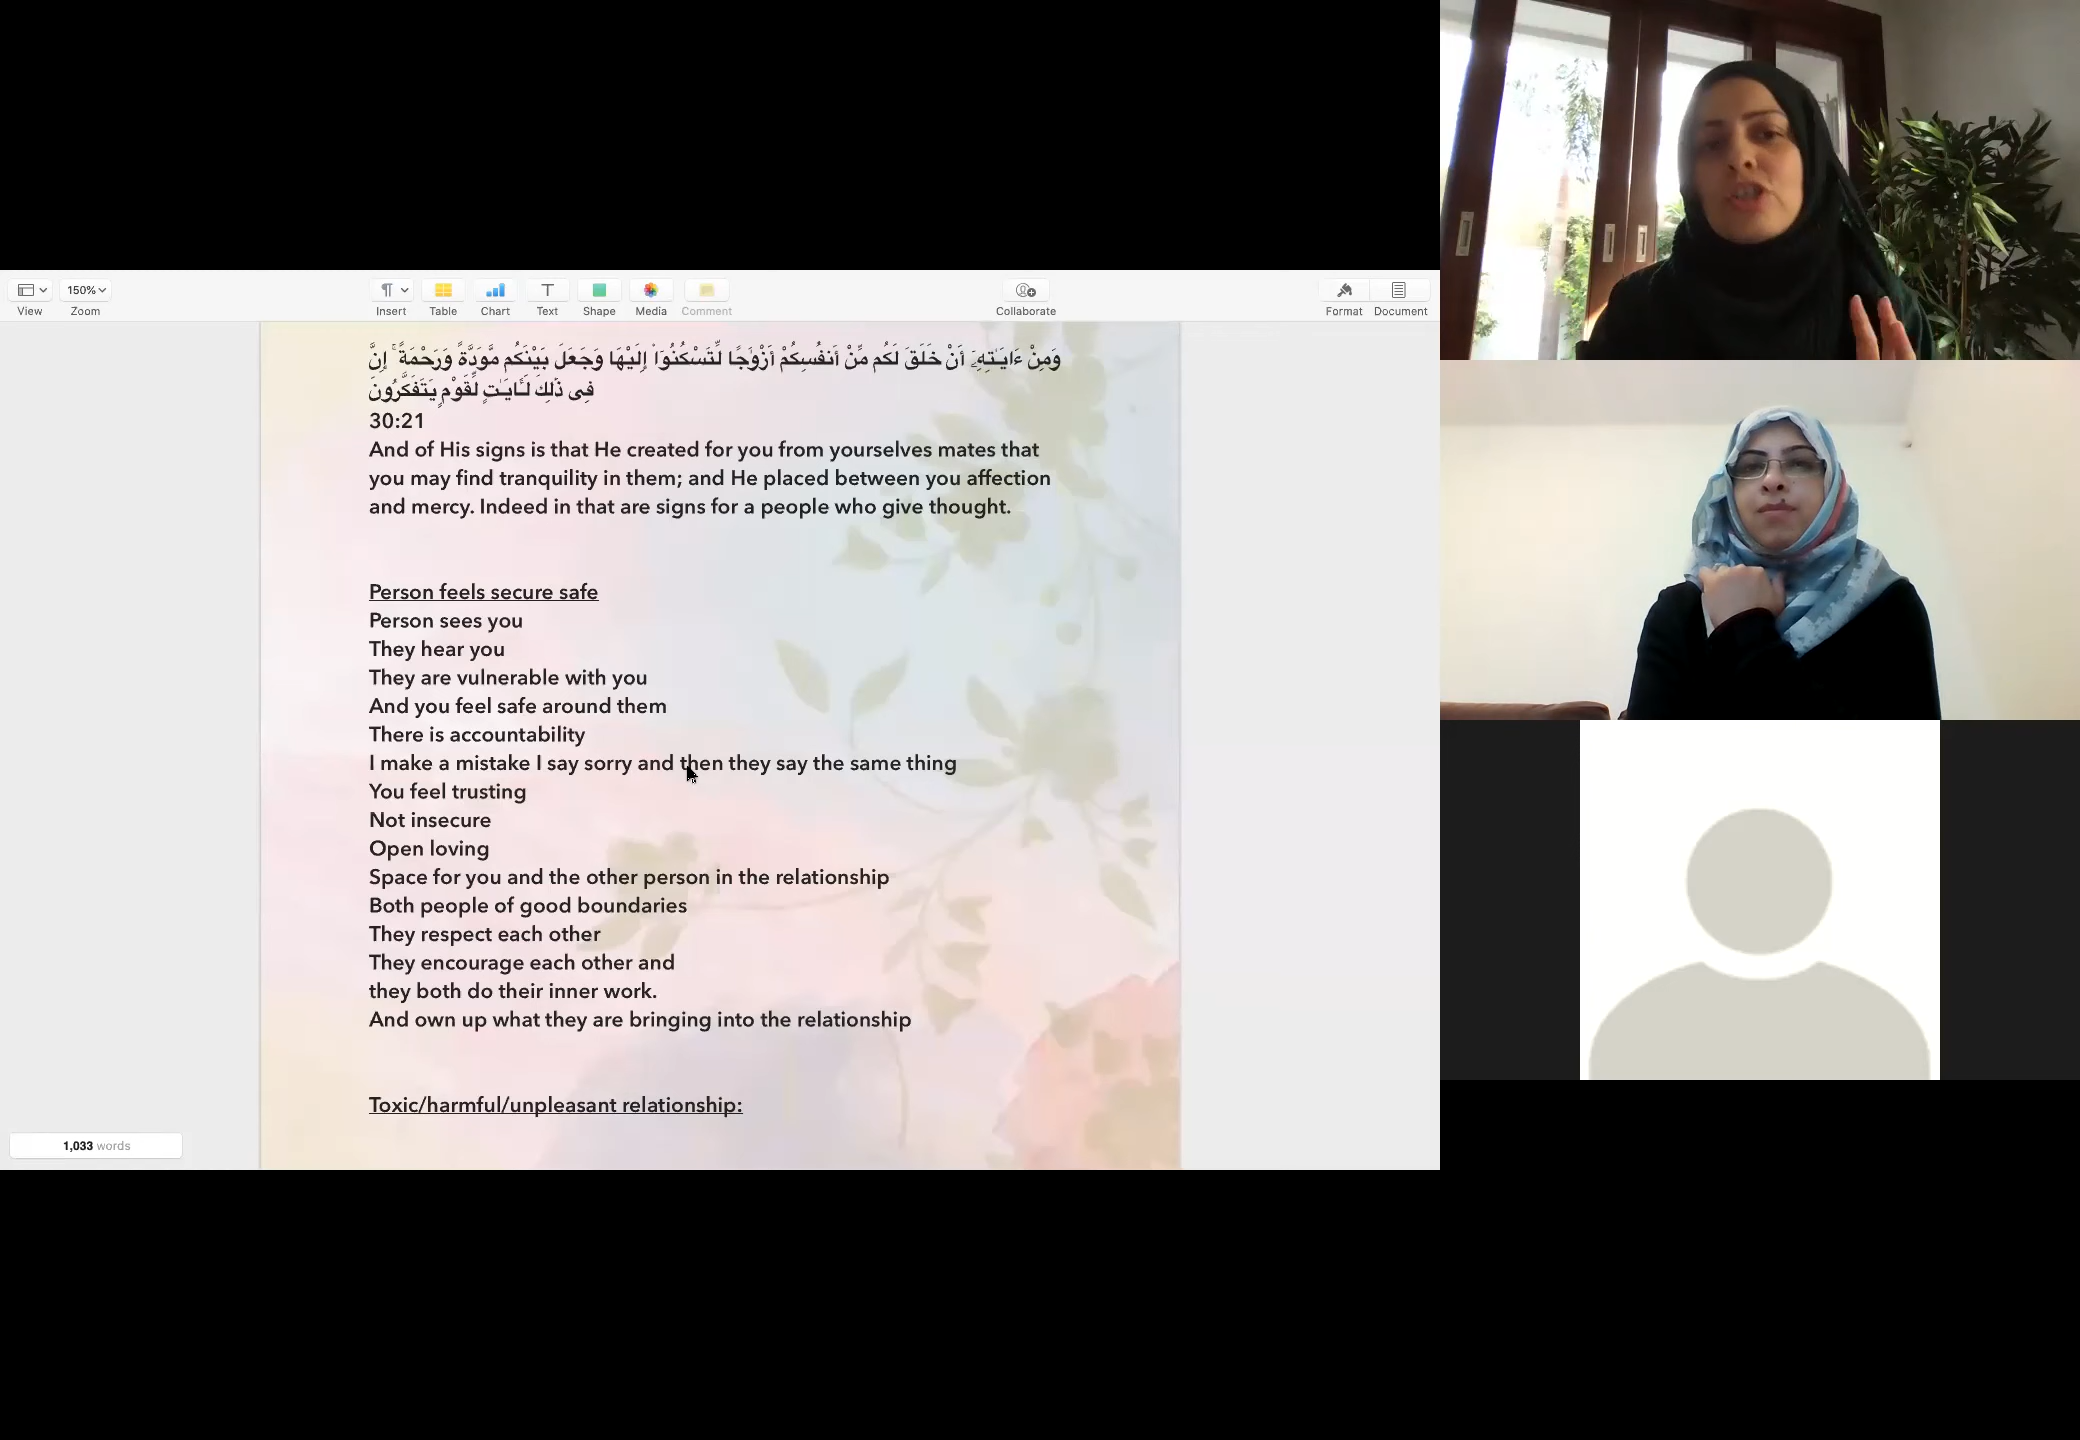 150%
View
Zoom
Insert
Table
Chart
Text
Shape
Media
Comment
Collaborate
Format
Document
وَمِنْ ءَايَـٰتِهِۦٓ أَنْ خَلَقَ لَكُم مِّنْ أَنفُسِكُمْ أَزْوَٰجًا لِّتَسْكُنُوٓا۟ إِلَيْهَا وَجَعَلَ بَيْنَكُم مَّوَدَّةً وَرَحْمَةً ۚ إِنَّ
فِى ذَٰلِكَ لَـَٔايَـٰتٍ لِّقَوْمٍ يَتَفَكَّرُونَ
30:21
And of His signs is that He created for you from yourselves mates that
you may find tranquility in them; and He placed between you affection
and mercy. Indeed in that are signs for a people who give thought.
Person feels secure safe
Person sees you
They hear you
They are vulnerable with you
And you feel safe around them
There is accountability
I make a mistake I say sorry and then they say the same thing
You feel trusting
Not insecure
Open loving
Space for you and the other person in the relationship
Both people of good boundaries
They respect each other
They encourage each other and
they both do their inner work.
And own up what they are bringing into the relationship
Toxic/harmful/unpleasant relationship:
1,033 words